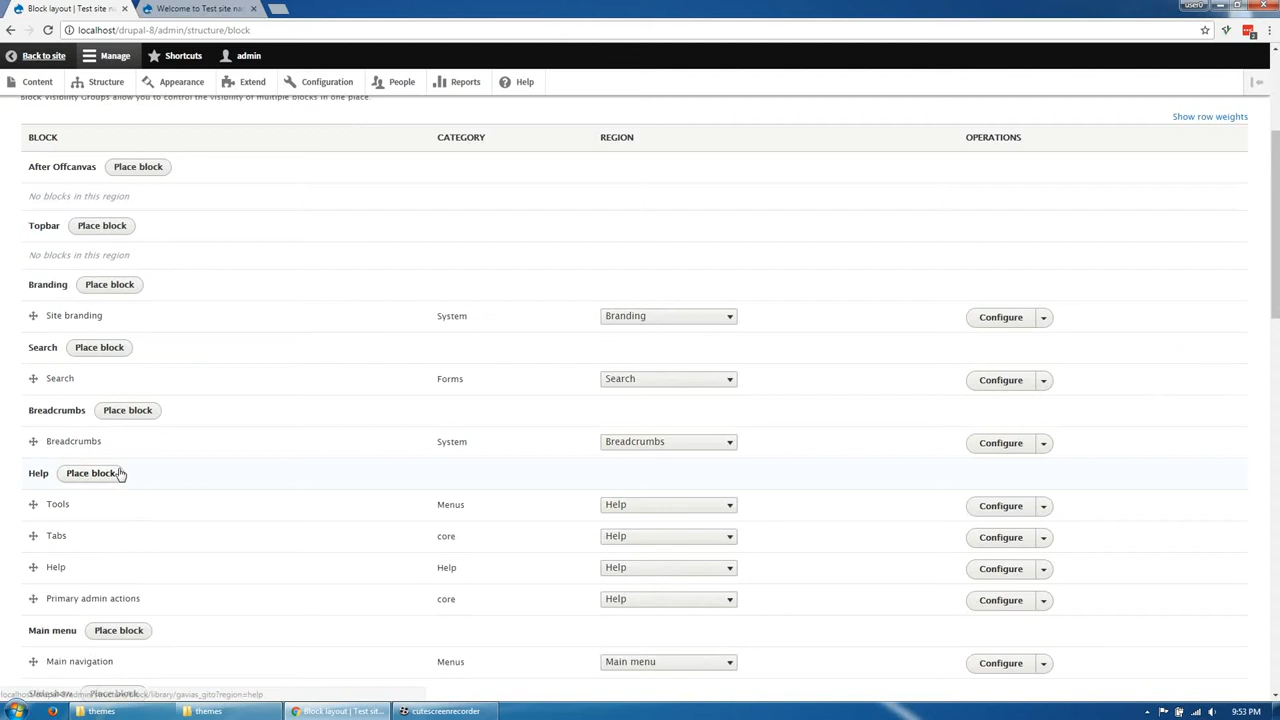 Block layout | Test site na
Welcome to Test site na
user0
localhost/drupal-8/admin/structure/block
Back to site
Manage
Shortcuts
admin
Content
Structure
Appearance
Extend
Configuration
People
Reports
Help
Block Visibility Groups allow you to control the visibility of multiple blocks in one place.
Show row weights
BLOCK CATEGORY REGION OPERATIONS
After Offcanvas Place block
No blocks in this region
Topbar Place block
No blocks in this region
Branding Place block
Site branding System Branding Configure
Search Place block
Search Forms Search Configure
Breadcrumbs Place block
Breadcrumbs System Breadcrumbs Configure
Help Place block
Tools Menus Help Configure
Tabs core Help Configure
Help Help Help Configure
Primary admin actions core Help Configure
Main menu Place block
Main navigation Menus Main menu Configure
Slideshow Place block
localhost/drupal-8/admin/structure/block/library/gavias_gito?region=help
themes
themes
Block layout | Test sit...
cutescreenrecorder
9:53 PM